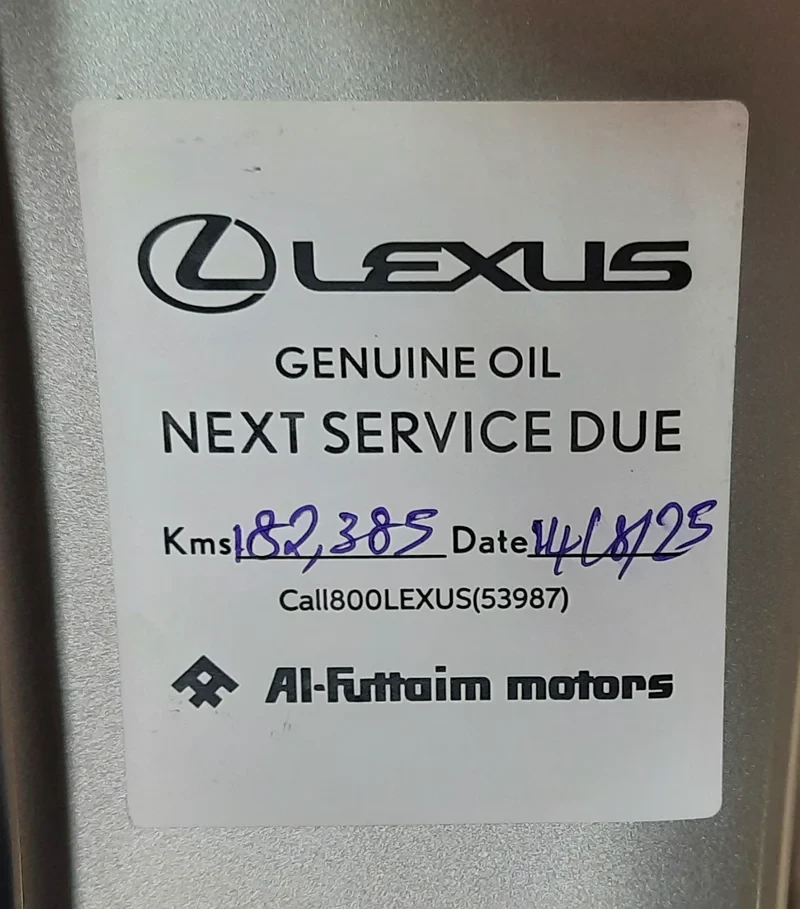 LEXUS
GENUINE OIL
NEXT SERVICE DUE
Kms 182,385 Date 14/8/25
Call800LEXUS(53987)
Al-Futtaim motors